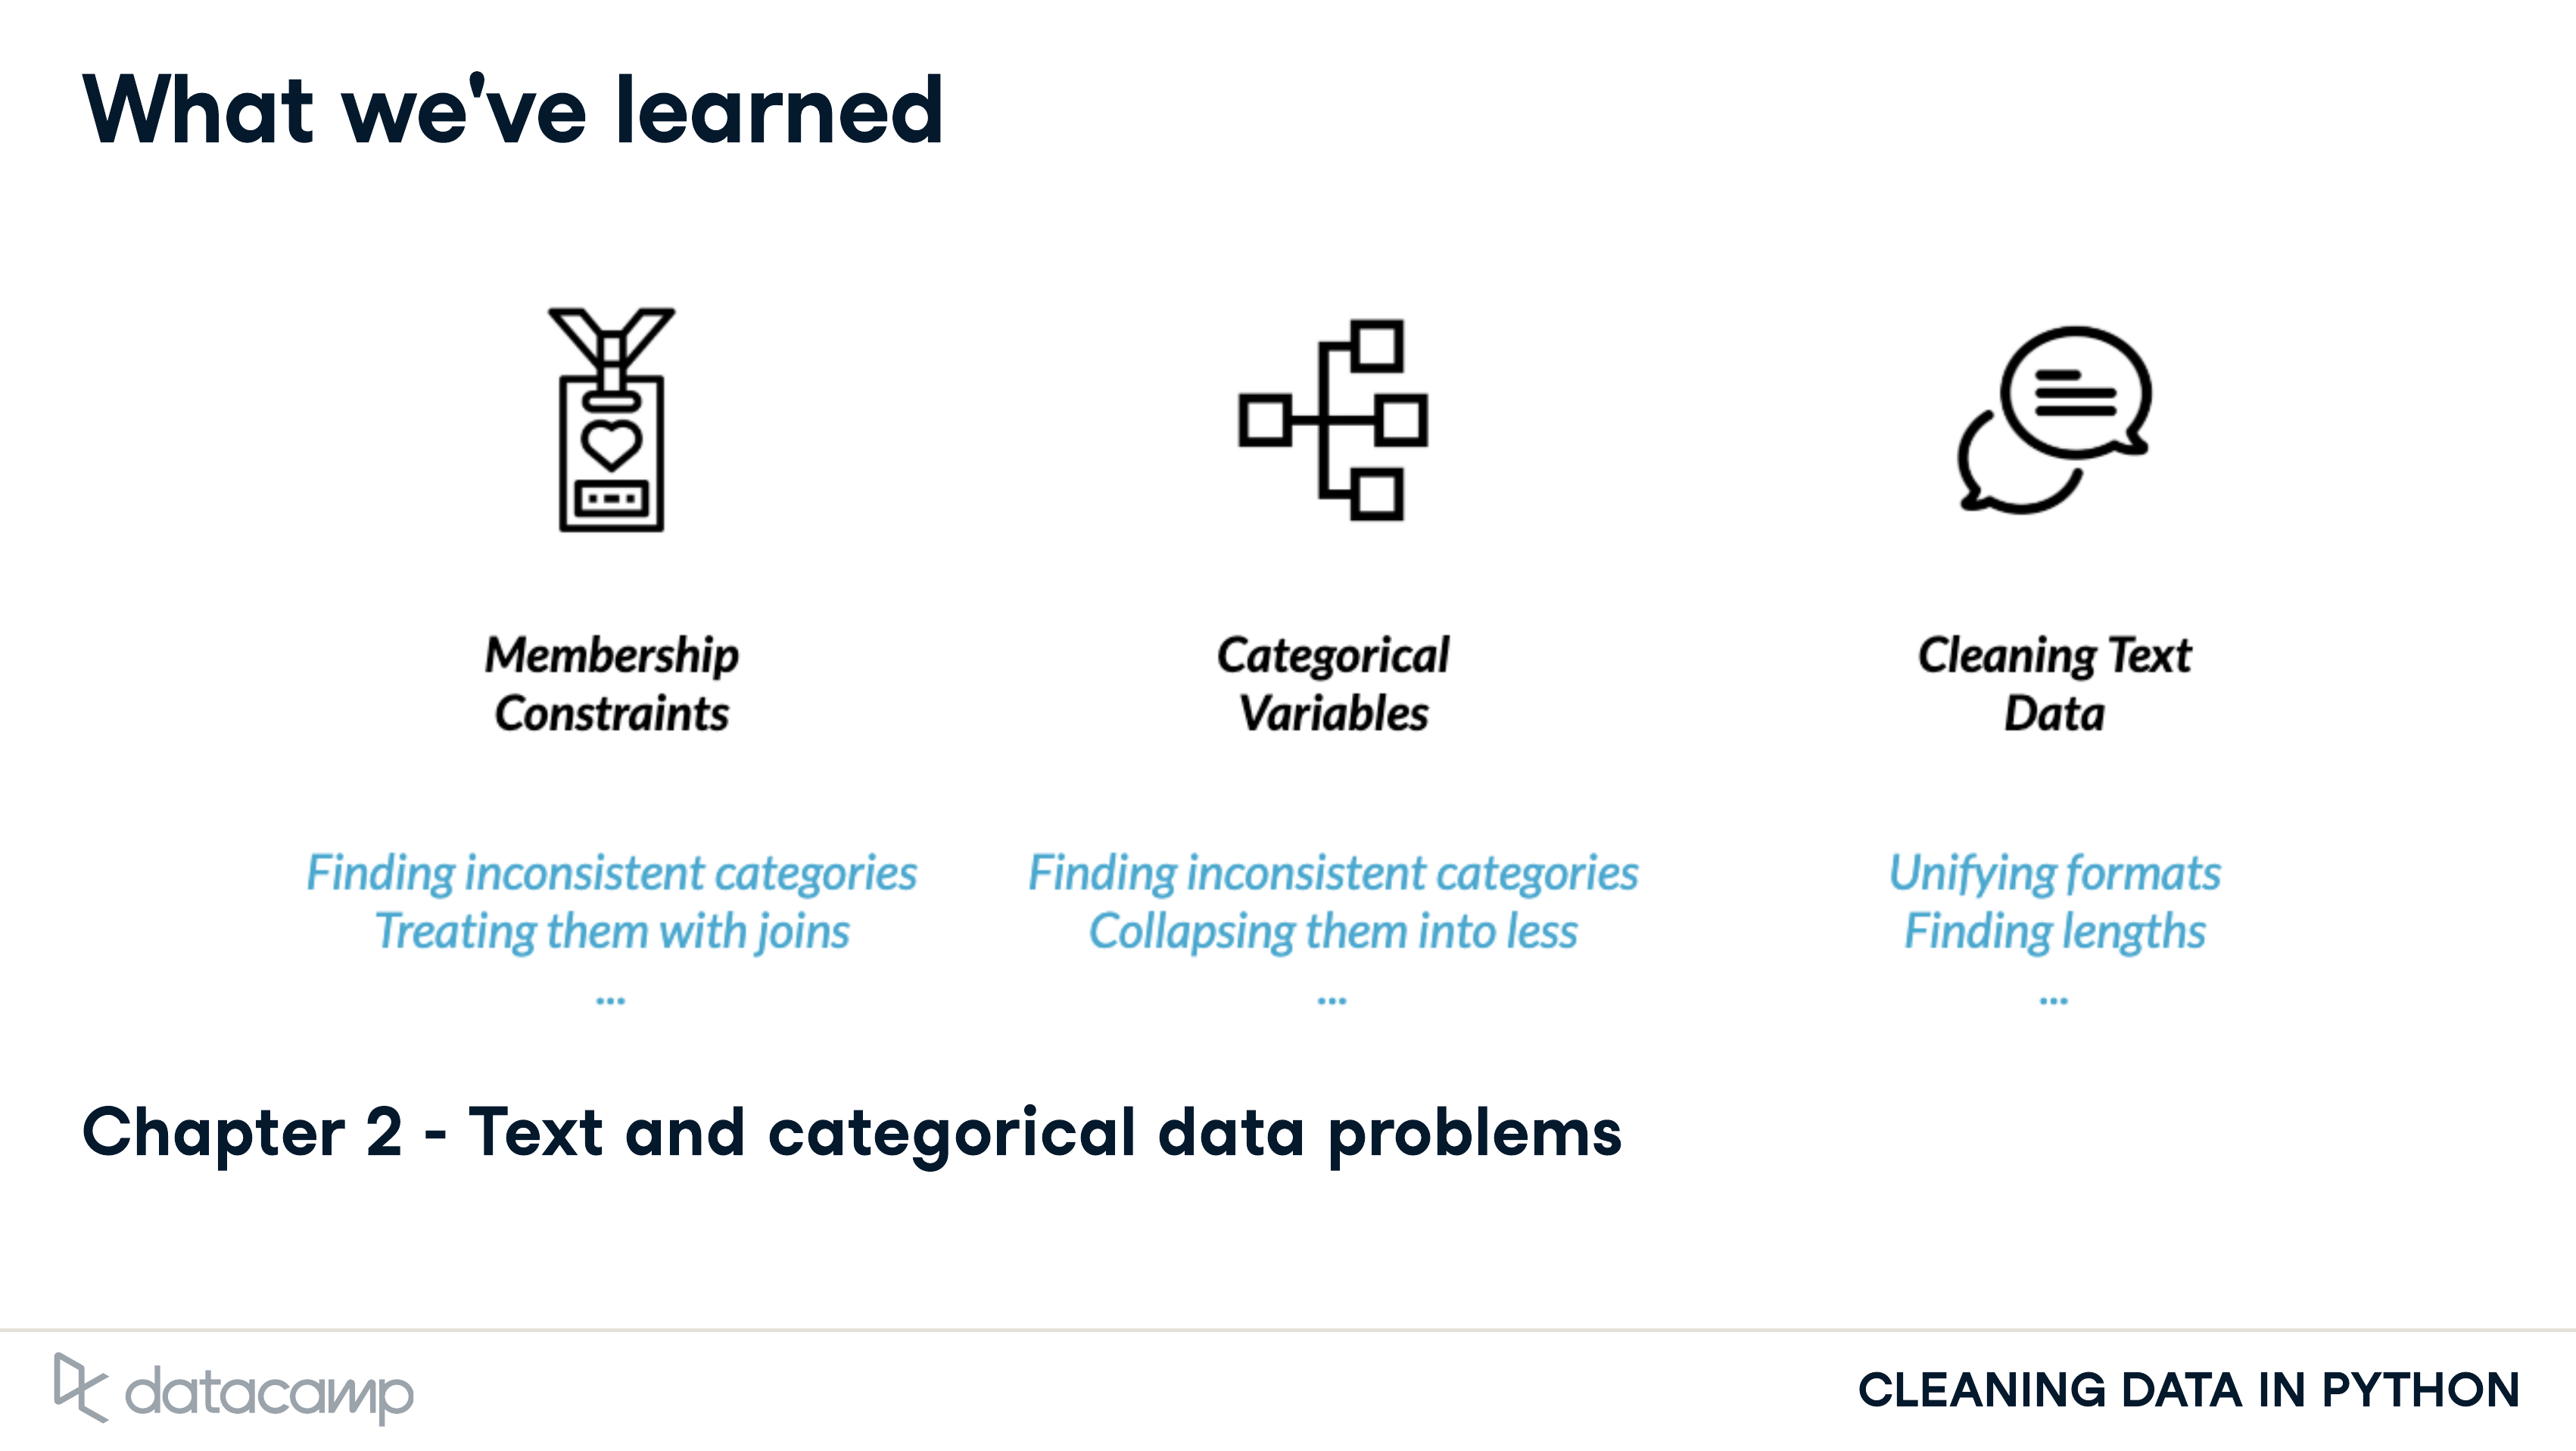 What we've learned
Membership
Constraints
Finding inconsistent categories
Treating them with joins
...
Categorical
Variables
Finding inconsistent categories
Collapsing them into less
...
Cleaning Text
Data
Unifying formats
Finding lengths
...
Chapter 2 - Text and categorical data problems
datacamp
CLEANING DATA IN PYTHON